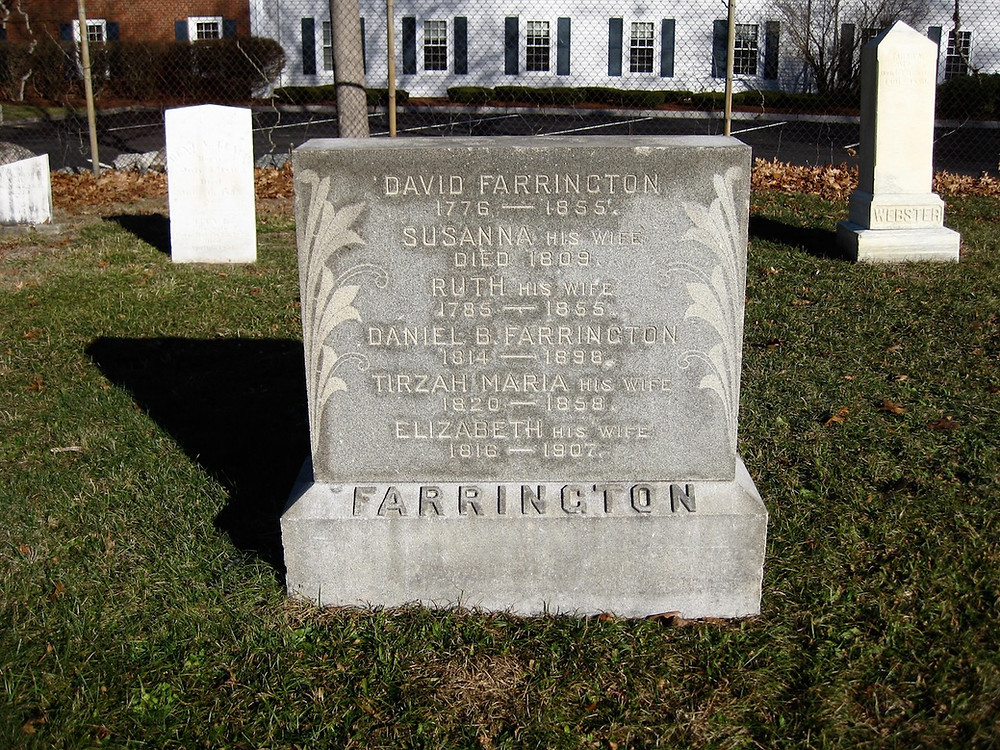 DAVID FARRINGTON
1776 — 1855.
SUSANNA HIS WIFE
DIED 1809.
RUTH HIS WIFE
1785 — 1855.
DANIEL B. FARRINGTON
1814 — 1898.
TIRZAH MARIA HIS WIFE
1820 — 1858.
ELIZABETH HIS WIFE
1816 — 1907.
FARRINGTON
WEBSTER